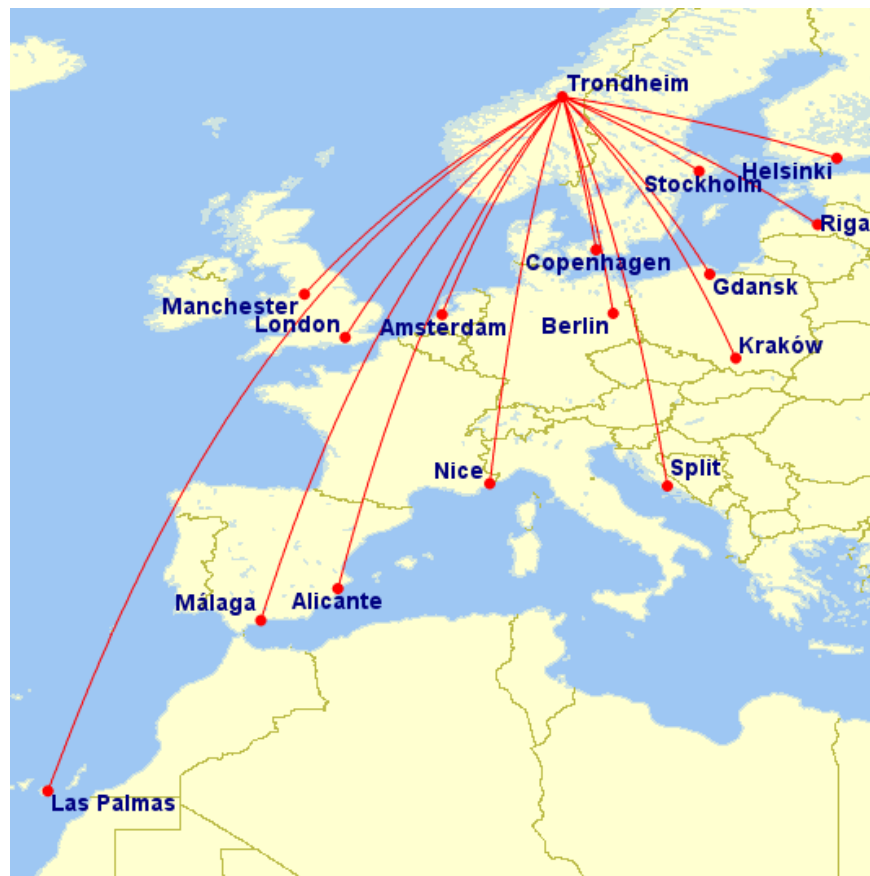 Trondheim
Helsinki
Stockholm
Riga
Copenhagen
Gdansk
Manchester
London
Amsterdam
Berlin
Kraków
Nice
Split
Málaga
Alicante
Las Palmas